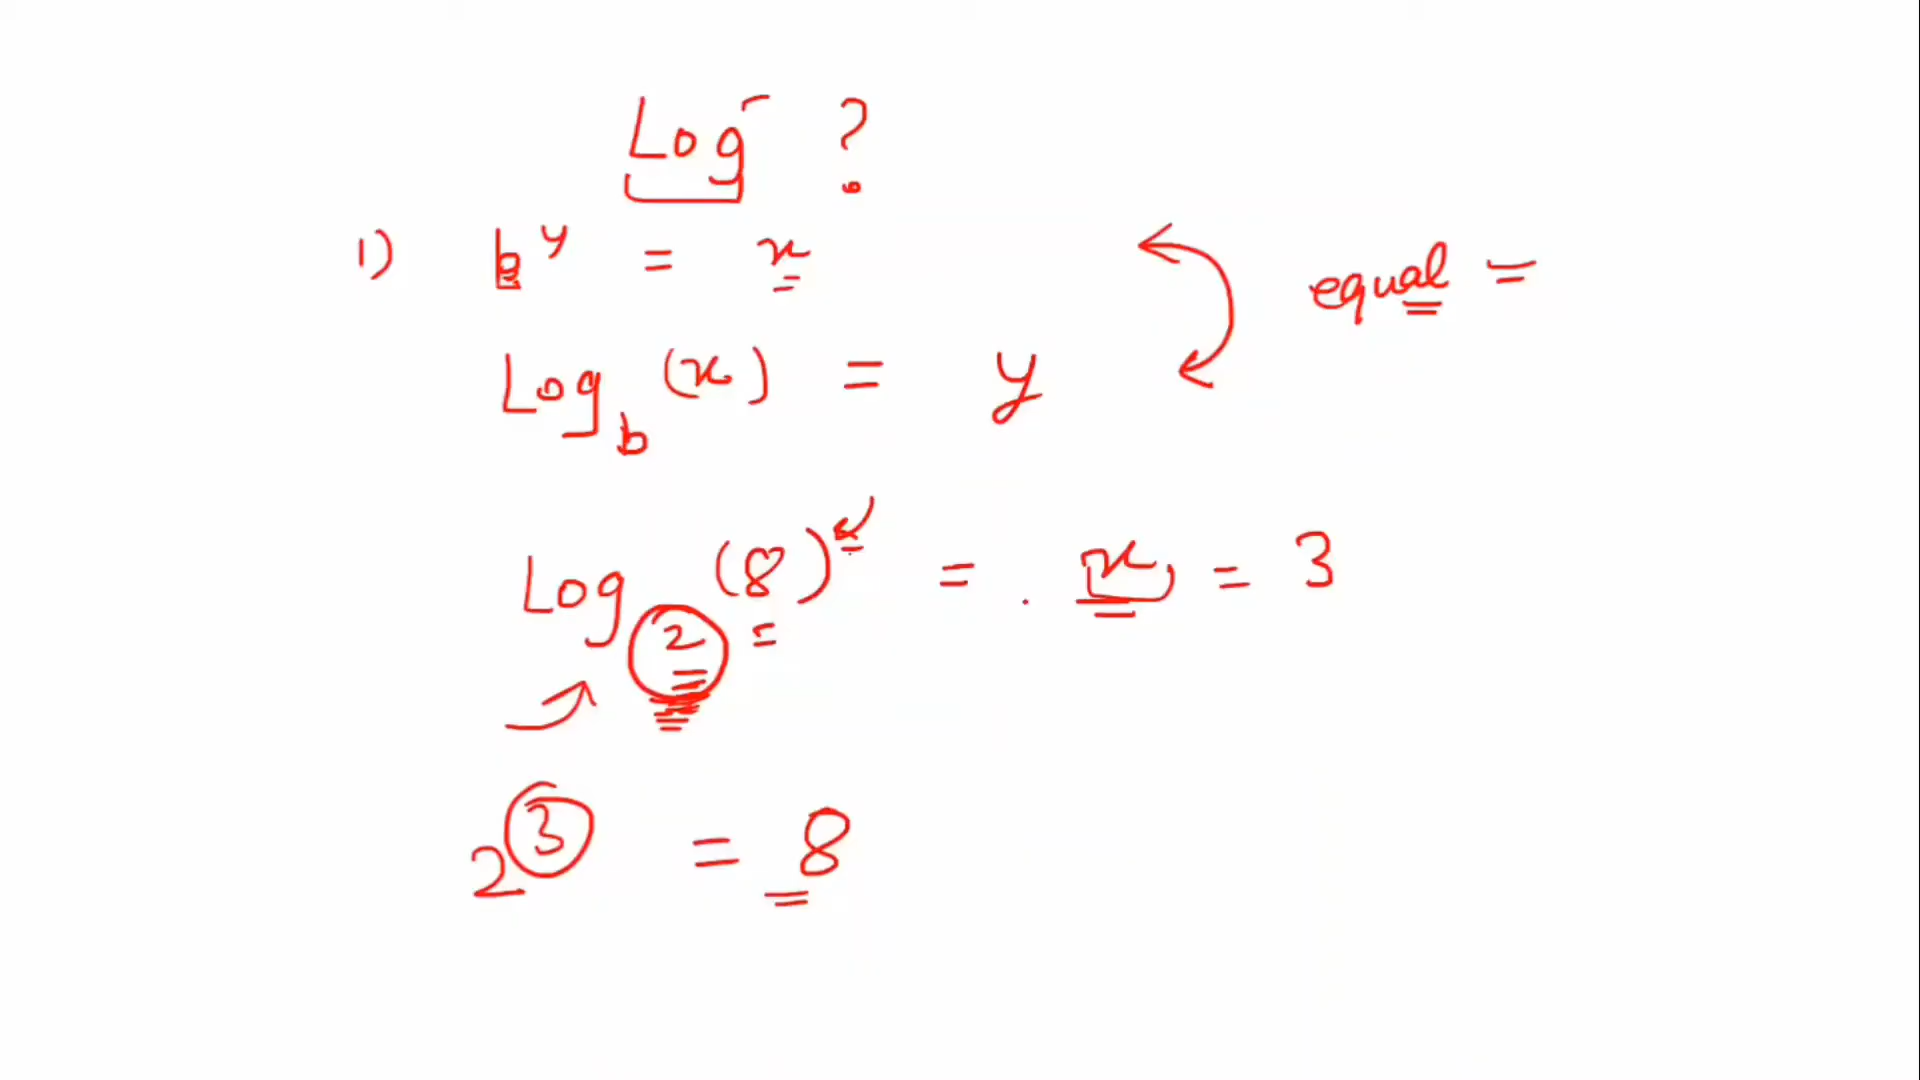 Log ?
1) b^y = x
equal =
Log_b (x) = y
Log_2 (8) = x = 3
2^3 = 8